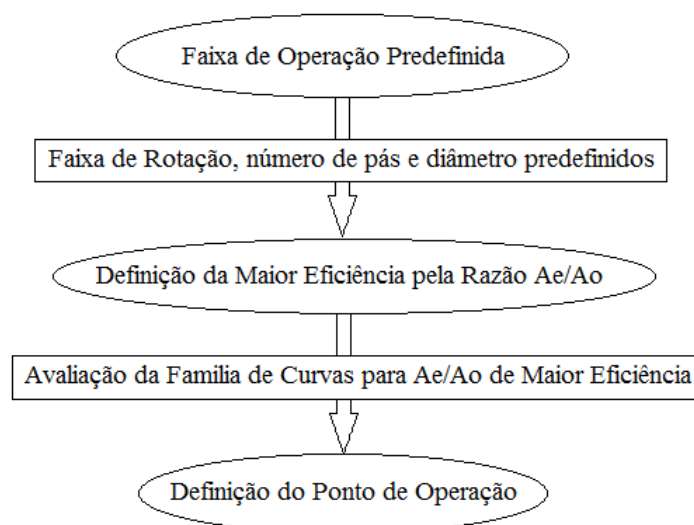 Faixa de Operação Predefinida
Faixa de Rotação, número de pás e diâmetro predefinidos
Definição da Maior Eficiência pela Razão Ae/Ao
Avaliação da Familia de Curvas para Ae/Ao de Maior Eficiência
Definição do Ponto de Operação